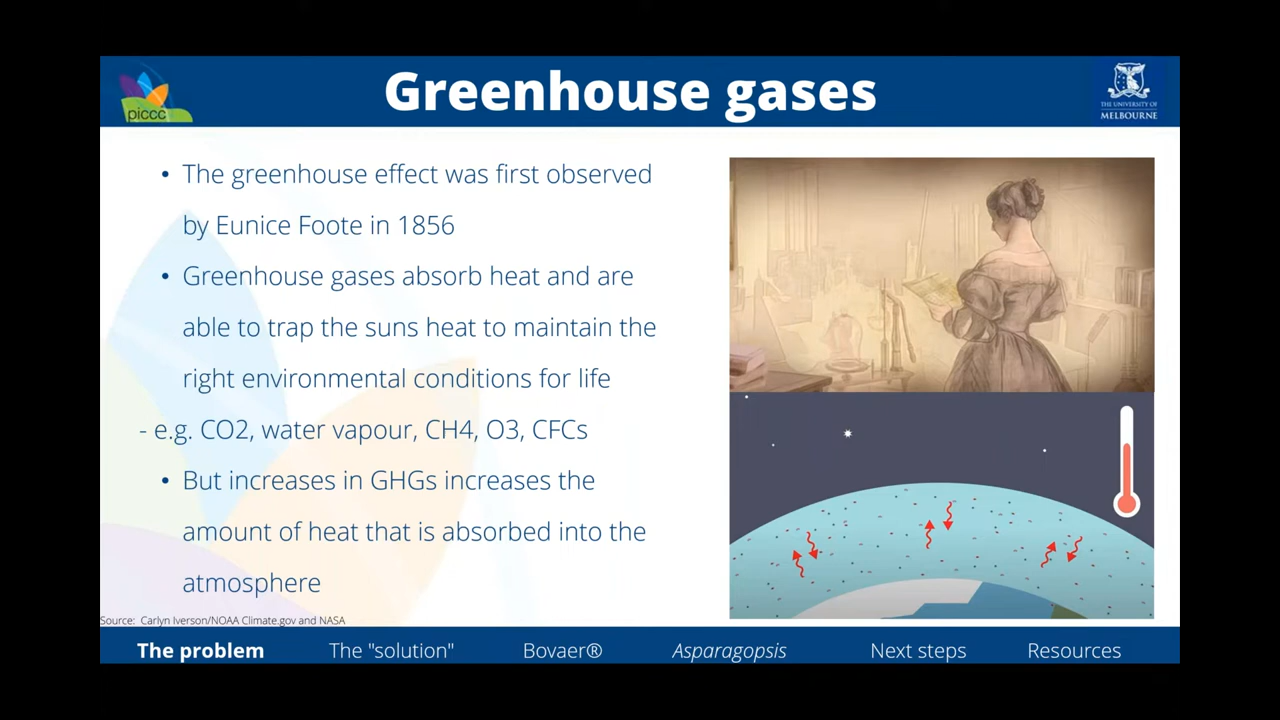 Greenhouse gases
piccc
THE UNIVERSITY OF
MELBOURNE
• The greenhouse effect was first observed
by Eunice Foote in 1856
• Greenhouse gases absorb heat and are
able to trap the suns heat to maintain the
right environmental conditions for life
- e.g. CO2, water vapour, CH4, O3, CFCs
• But increases in GHGs increases the
amount of heat that is absorbed into the
atmosphere
Source: Carlyn Iverson/NOAA Climate.gov and NASA
The problem The "solution" Bovaer® Asparagopsis Next steps Resources